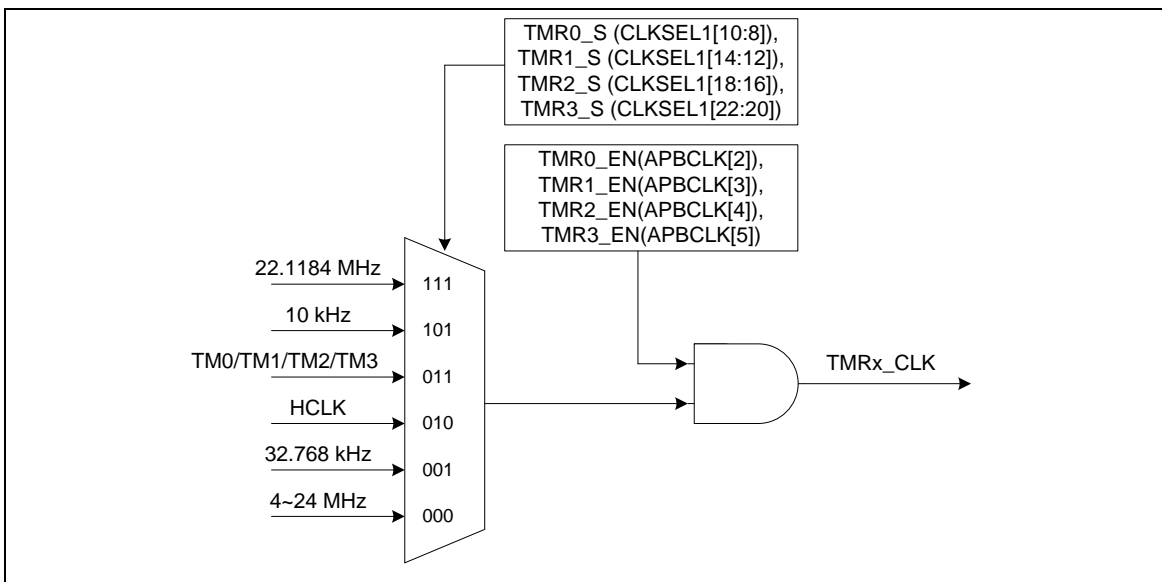 TMR0_S (CLKSEL1[10:8]),
TMR1_S (CLKSEL1[14:12]),
TMR2_S (CLKSEL1[18:16]),
TMR3_S (CLKSEL1[22:20])
TMR0_EN(APBCLK[2]),
TMR1_EN(APBCLK[3]),
TMR2_EN(APBCLK[4]),
TMR3_EN(APBCLK[5])
22.1184 MHz
111
10 kHz
101
TM0/TM1/TM2/TM3
011
HCLK
010
32.768 kHz
001
4~24 MHz
000
TMRx_CLK